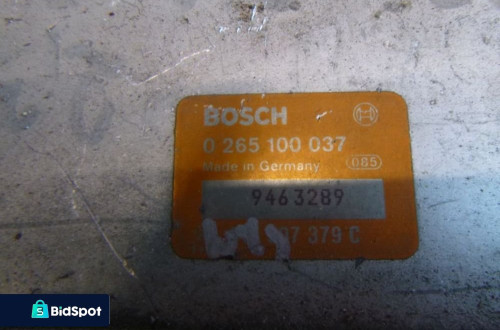 BOSCH
0 265 100 037
Made in Germany 085
9463289
97 379 C
BidSpot